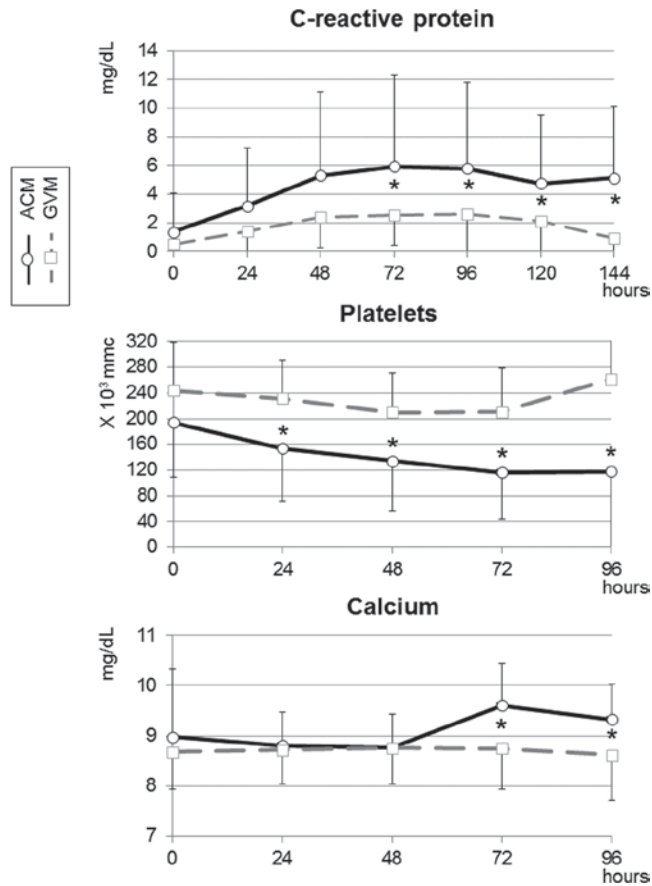 C-reactive protein
mg/dL
14
12
10
8
6
4
2
0
* * * *
0 24 48 72 96 120 144
hours
ACM
GVM
Platelets
X 10³ mmc
320
280
240
200
160
120
80
40
0
* * * *
0 24 48 72 96
hours
Calcium
mg/dL
11
10
9
8
7
* *
0 24 48 72 96
hours